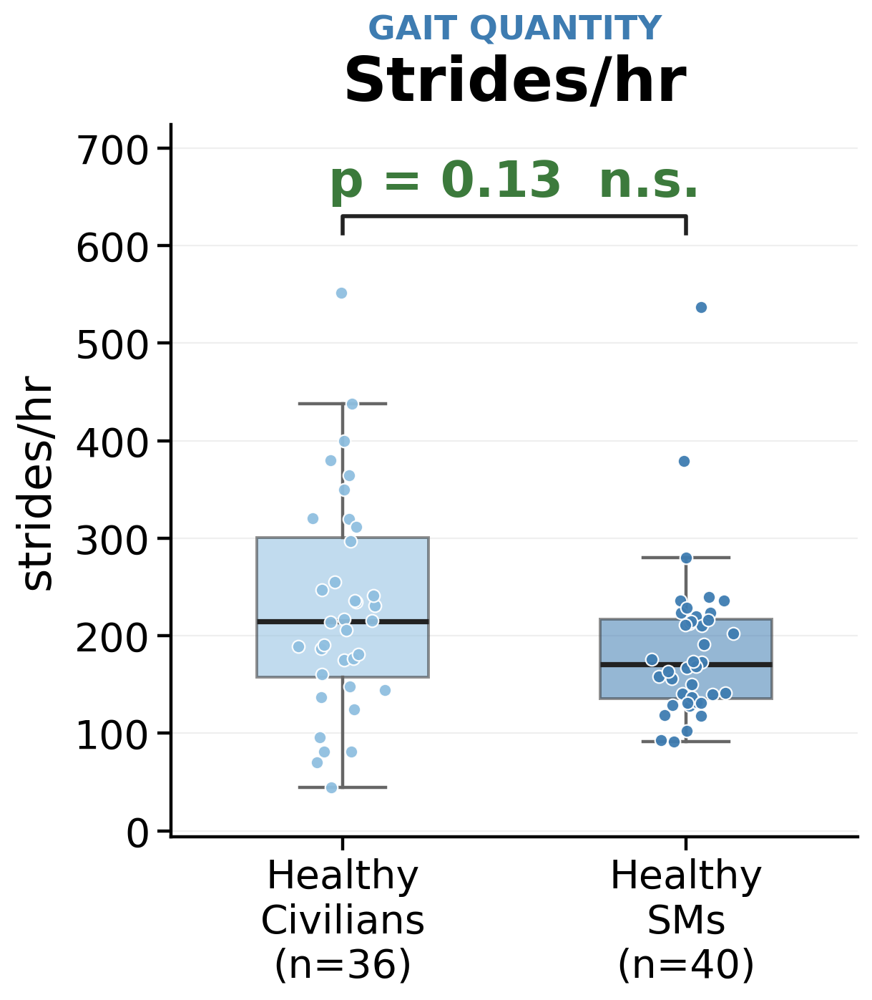 GAIT QUANTITY
Strides/hr
p = 0.13  n.s.
strides/hr
700
600
500
400
300
200
100
0
Healthy
Civilians
(n=36)
Healthy
SMs
(n=40)